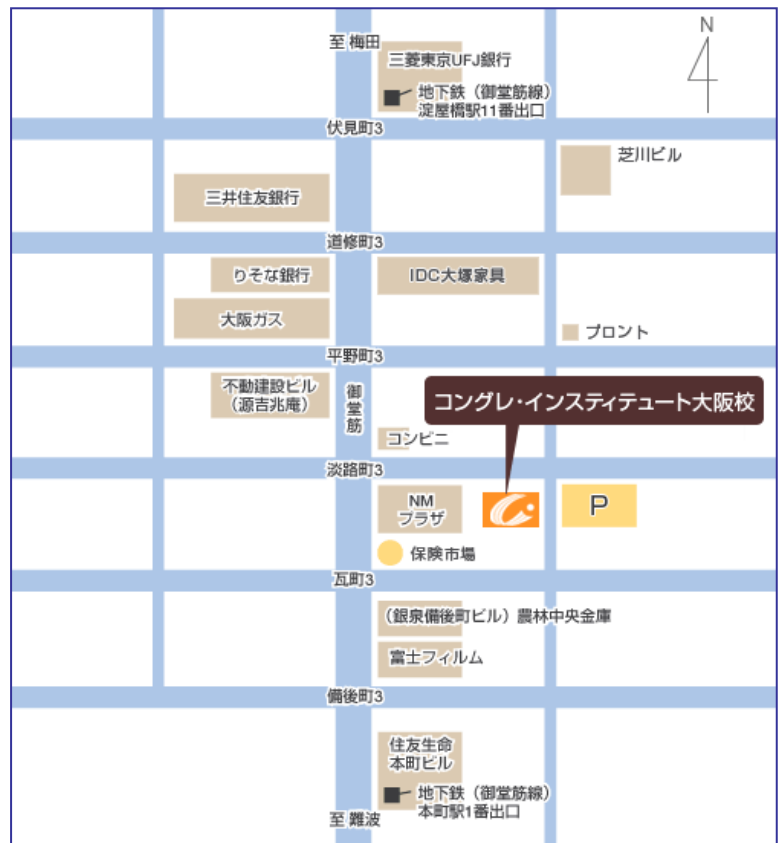 至 梅田
N
三菱東京UFJ銀行
地下鉄（御堂筋線）
淀屋橋駅11番出口
伏見町3
芝川ビル
三井住友銀行
道修町3
りそな銀行
IDC大塚家具
大阪ガス
プロント
平野町3
不動建設ビル
（源吉兆庵）
御堂筋
コングレ・インスティテュート大阪校
コンビニ
淡路町3
NM
プラザ
P
保険市場
瓦町3
（銀泉備後町ビル）農林中央金庫
富士フィルム
備後町3
住友生命
本町ビル
地下鉄（御堂筋線）
本町駅1番出口
至 難波